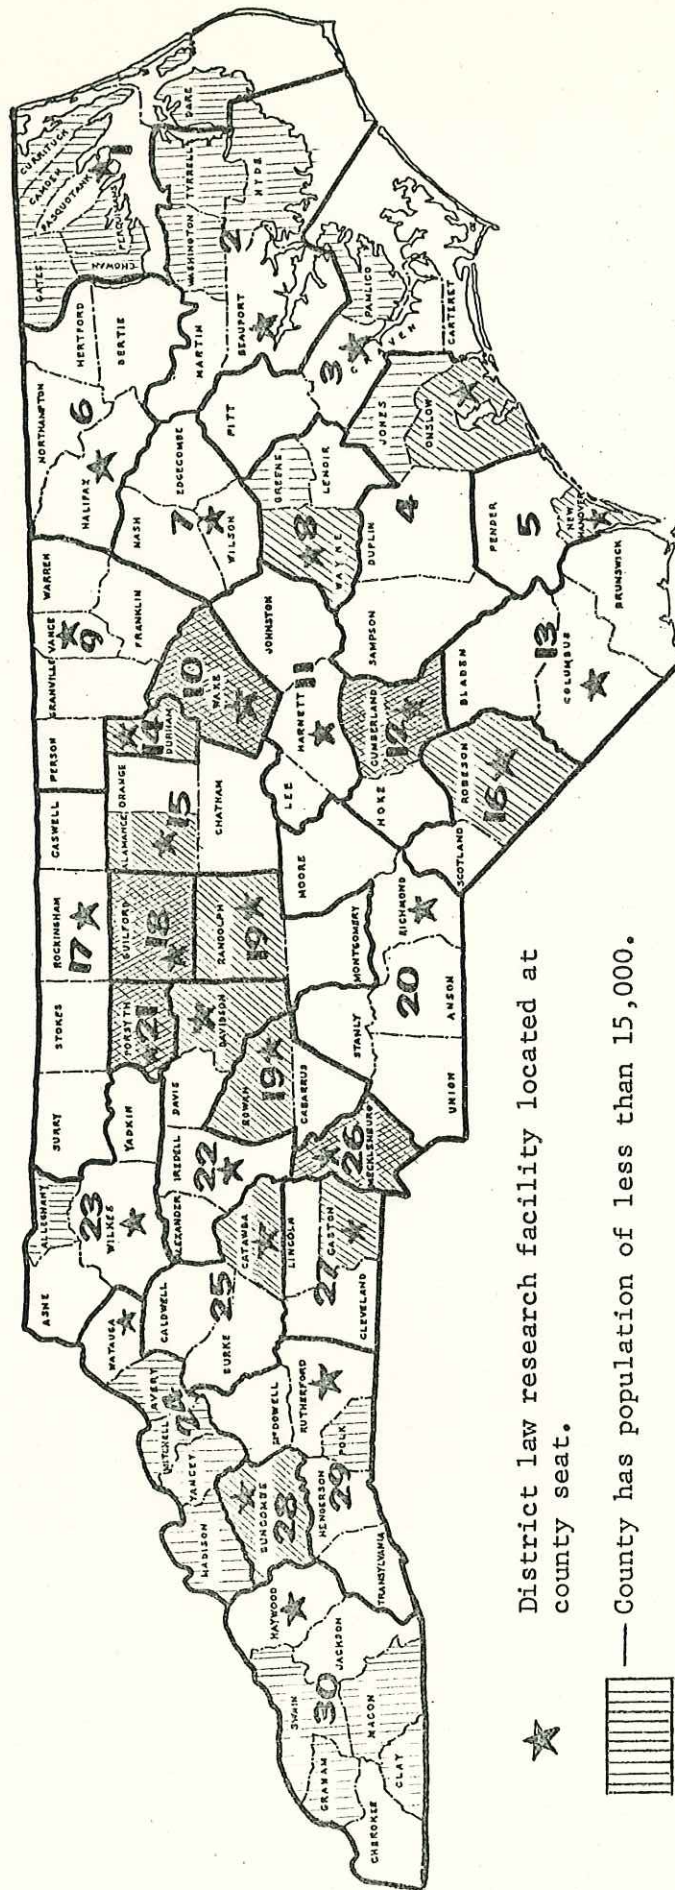 CURRITUCK
CAMDEN
PASQUOTANK
1
PERQUIMANS
GATES
CHOWAN
DARE
TYRRELL
WASHINGTON
HYDE
2
HERTFORD
BERTIE
MARTIN
BEAUFORT
NORTHAMPTON
6
HALIFAX
PITT
3
PAMLICO
CRAVEN
CARTERET
EDGECOMBE
NASH
7
WILSON
GREENE
LENOIR
JONES
ONSLOW
WARREN
VANCE
9
GRANVILLE
FRANKLIN
8
WAYNE
DUPLIN
4
PENDER
5
NEW HANOVER
PERSON
14
DURHAM
10
WAKE
JOHNSTON
SAMPSON
HARNETT
11
CUMBERLAND
12
BLADEN
13
COLUMBUS
BRUNSWICK
CASWELL
ORANGE
ALAMANCE
15
CHATHAM
LEE
HOKE
ROBESON
16
SCOTLAND
ROCKINGHAM
17
GUILFORD
18
RANDOLPH
19
MOORE
MONTGOMERY
RICHMOND
STOKES
FORSYTH
21
DAVIDSON
STANLY
20
ANSON
SURRY
YADKIN
DAVIE
ROWAN
19
CABARRUS
UNION
ALLEGHANY
23
WILKES
IREDELL
22
ALEXANDER
26
MECKLENBURG
ASHE
WATAUGA
CALDWELL
CATAWBA
25
BURKE
LINCOLN
GASTON
27
CLEVELAND
AVERY
24
MITCHELL
YANCEY
MCDOWELL
RUTHERFORD
POLK
MADISON
BUNCOMBE
28
HENDERSON
29
TRANSYLVANIA
HAYWOOD
JACKSON
SWAIN
30
MACON
GRAHAM
CLAY
CHEROKEE
District law research facility located at
county seat.
— County has population of less than 15,000.